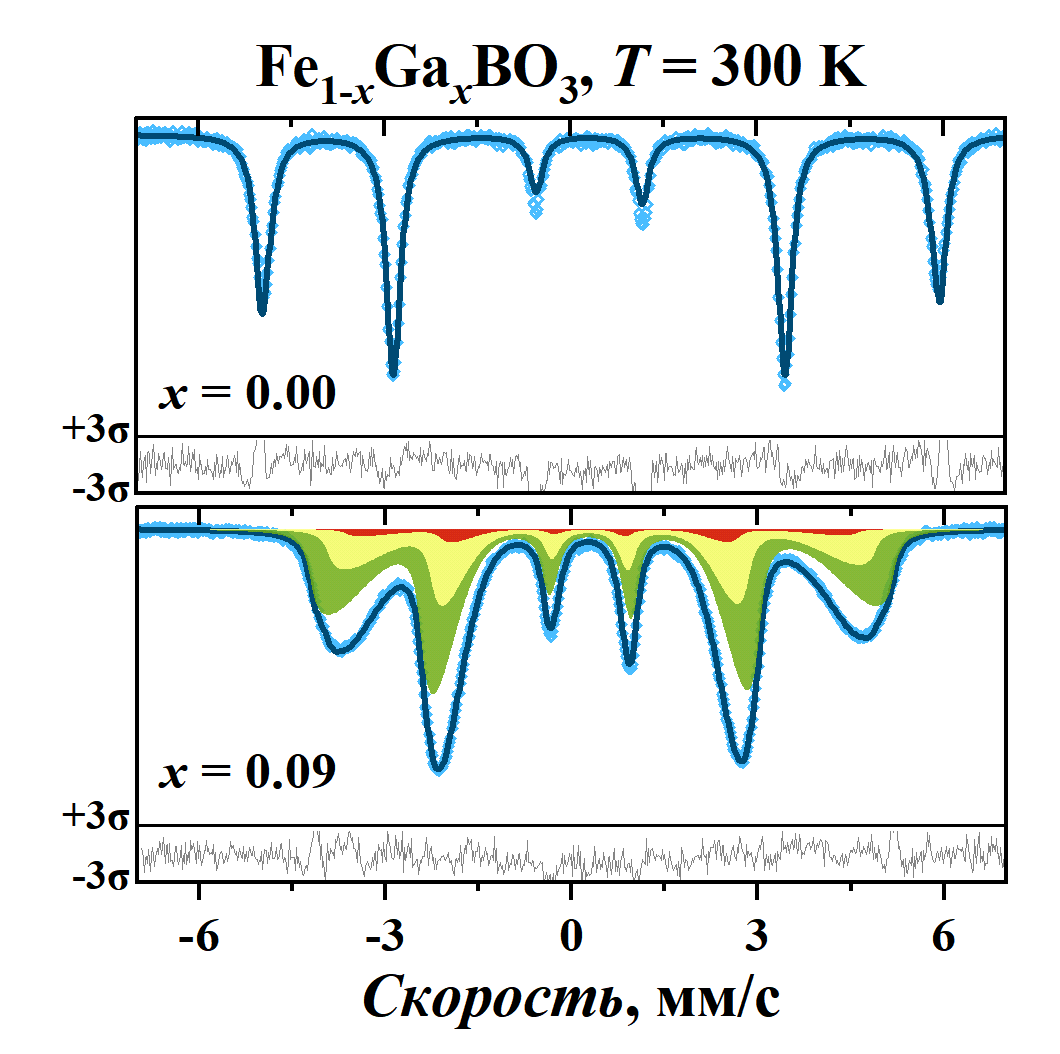 Fe₁₋ₓGaₓBO₃, T = 300 K
x = 0.00
+3σ
-3σ
x = 0.09
+3σ
-3σ
-6 -3 0 3 6
Скорость, мм/с